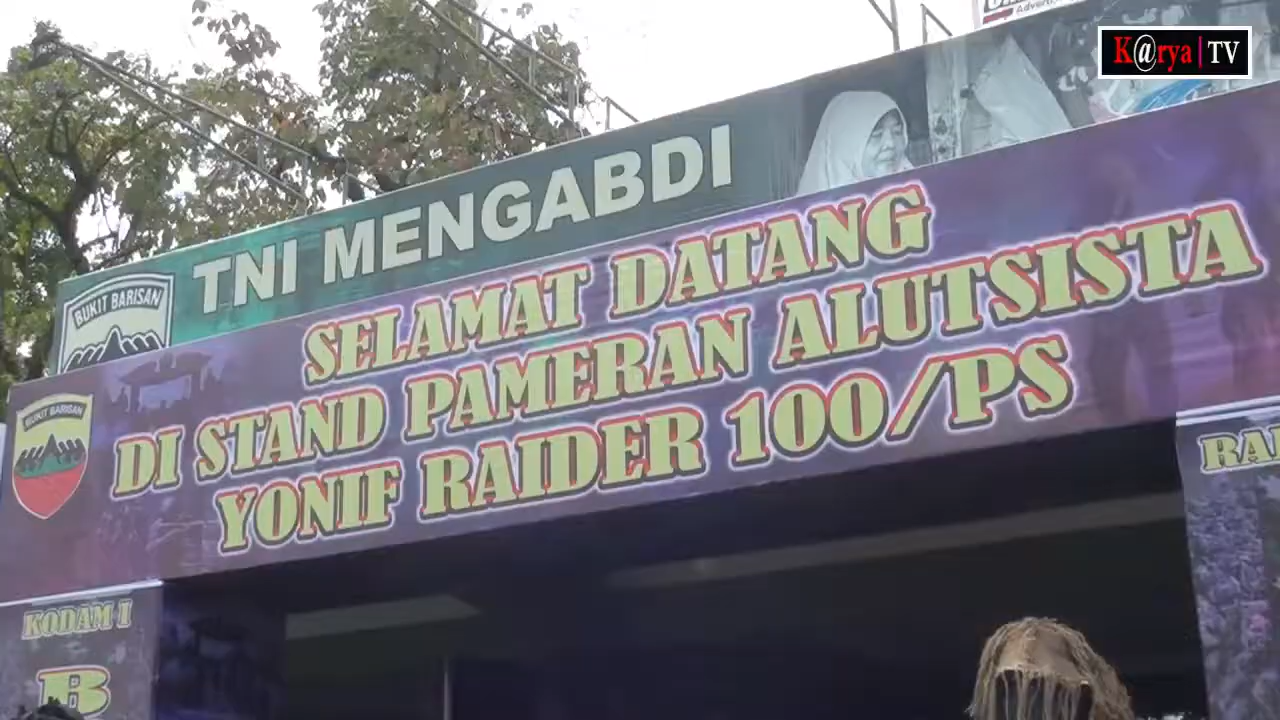 K@rya|TV
TNI MENGABDI
BUKIT BARISAN
SELAMAT DATANG
DI STAND PAMERAN ALUTSISTA
YONIF RAIDER 100/PS
BUKIT BARISAN
KODAM I
B